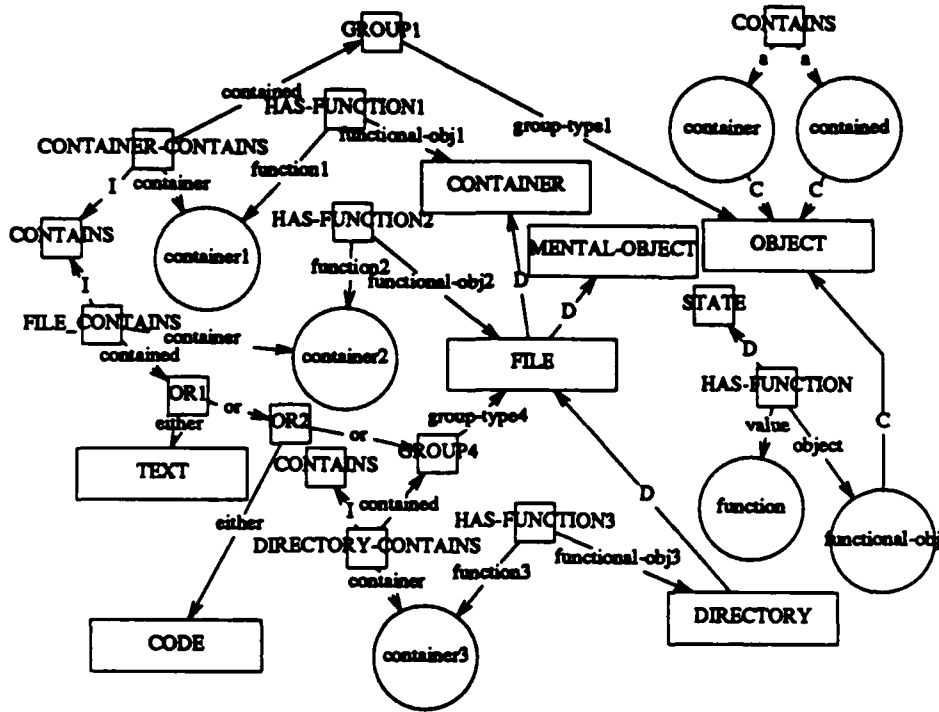 GROUP1
CONTAINS
contained
a
a
HAS-FUNCTION1
functional-obj1
group-type1
container
contained
CONTAINER-CONTAINS
function1
I
container
CONTAINER
C
C
HAS-FUNCTION2
CONTAINS
container1
function2
functional-obj2
MENTAL-OBJECT
OBJECT
I
D
D
STATE
FILE_CONTAINS
container
contained
container2
FILE
D
HAS-FUNCTION
OR1
or
either
OR2
or
group-type4
GROUP4
value
object
C
TEXT
CONTAINS
contained
I
D
either
HAS-FUNCTION3
function
DIRECTORY-CONTAINS
functional-obj3
functional-obj
container
function3
CODE
container3
DIRECTORY